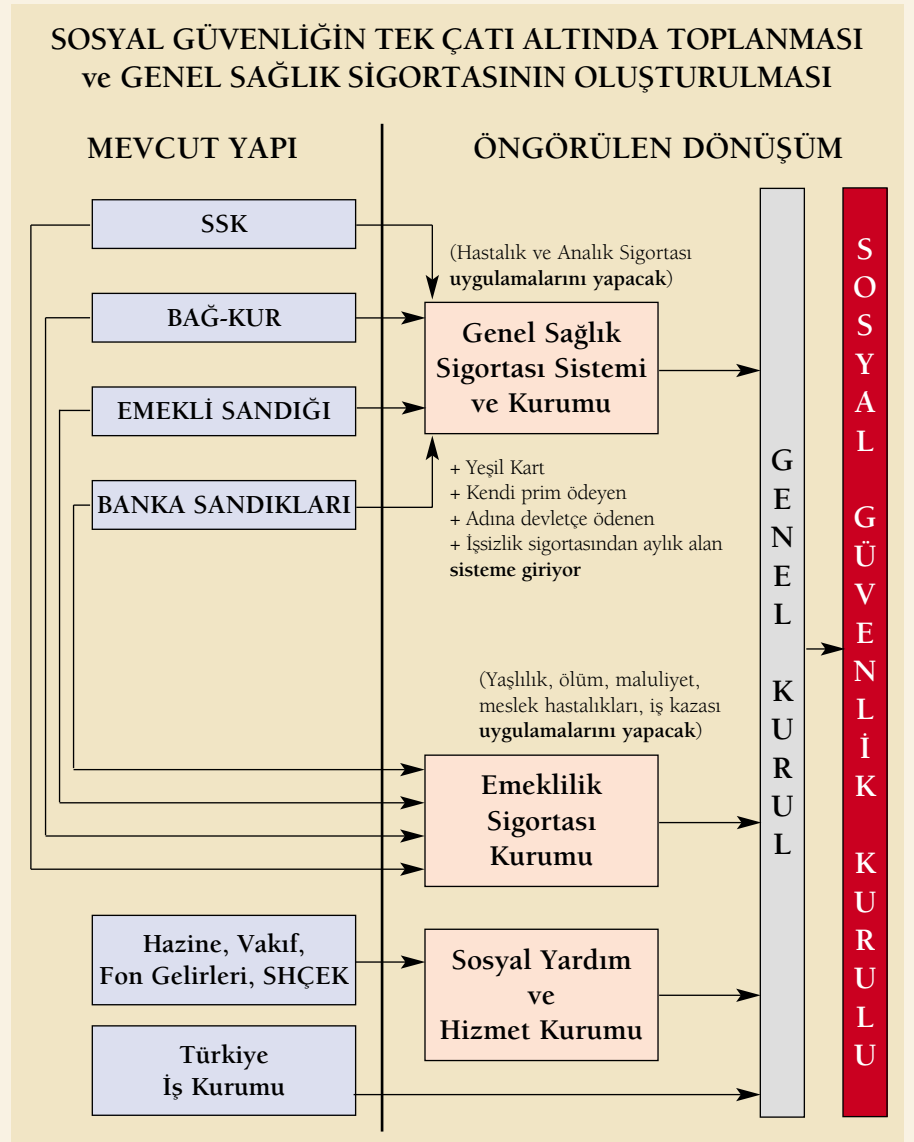 SOSYAL GÜVENLİĞİN TEK ÇATI ALTINDA TOPLANMASI
ve GENEL SAĞLIK SİGORTASININ OLUŞTURULMASI
MEVCUT YAPI
ÖNGÖRÜLEN DÖNÜŞÜM
SSK
BAĞ-KUR
EMEKLİ SANDIĞI
BANKA SANDIKLARI
(Hastalık ve Analık Sigortası
uygulamalarını yapacak)
Genel Sağlık
Sigortası Sistemi
ve Kurumu
+ Yeşil Kart
+ Kendi prim ödeyen
+ Adına devletçe ödenen
+ İşsizlik sigortasından aylık alan
sisteme giriyor
(Yaşlılık, ölüm, maluliyet,
meslek hastalıkları, iş kazası
uygulamalarını yapacak)
Emeklilik
Sigortası
Kurumu
Hazine, Vakıf,
Fon Gelirleri, SHÇEK
Sosyal Yardım
ve
Hizmet Kurumu
Türkiye
İş Kurumu
GENEL KURUL
SOSYAL GÜVENLİK KURULU